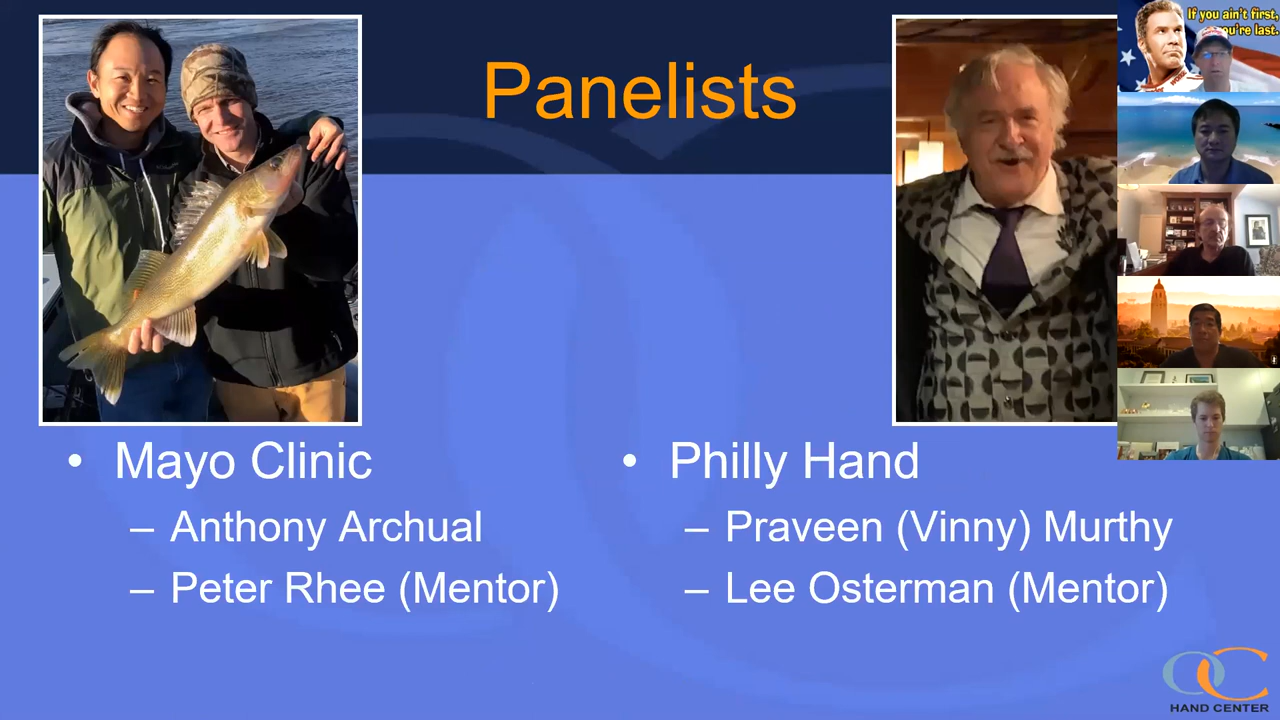 Panelists
If you ain't first,
you're last.
• Mayo Clinic
– Anthony Archual
– Peter Rhee (Mentor)
• Philly Hand
– Praveen (Vinny) Murthy
– Lee Osterman (Mentor)
OC
HAND CENTER